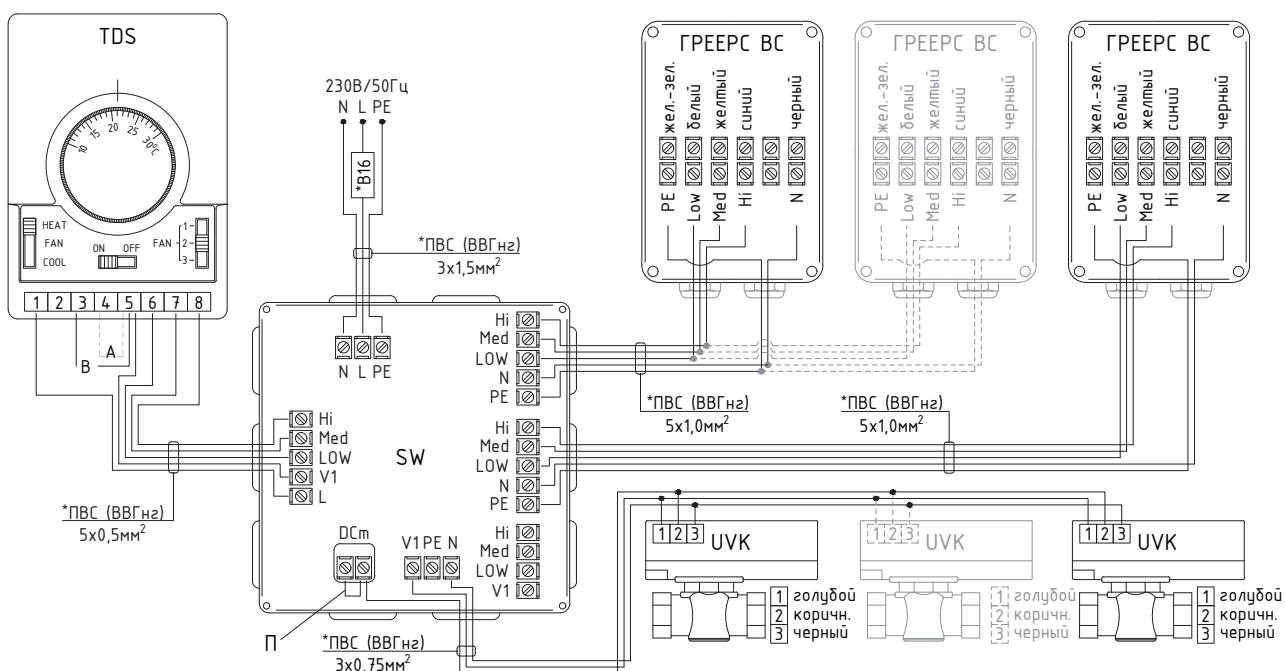 TDS
10 15 20 25 30°C
HEAT
FAN
COOL
ON OFF
FAN
1
2
3
1 2 3 4 5 6 7 8
A
B
230В/50Гц
N L PE
*B16
*ПВС (ВВГнг)
3x1,5мм²
N L PE
SW
Hi
Med
LOW
V1
L
*ПВС (ВВГнг)
5x0,5мм²
Hi
Med
LOW
N
PE
Hi
Med
LOW
N
PE
Hi
Med
LOW
V1
DCm
V1 PE N
П
*ПВС (ВВГнг)
3x0,75мм²
*ПВС (ВВГнг)
5x1,0мм²
*ПВС (ВВГнг)
5x1,0мм²
ГРЕЕРС ВС
жел.-зел. белый желтый синий черный
PE Low Med Hi N
ГРЕЕРС ВС
жел.-зел. белый желтый синий черный
PE Low Med Hi N
ГРЕЕРС ВС
жел.-зел. белый желтый синий черный
PE Low Med Hi N
1 2 3
UVK
1 голубой
2 коричн.
3 черный
1 2 3
UVK
1 голубой
2 коричн.
3 черный
1 2 3
UVK
1 голубой
2 коричн.
3 черный